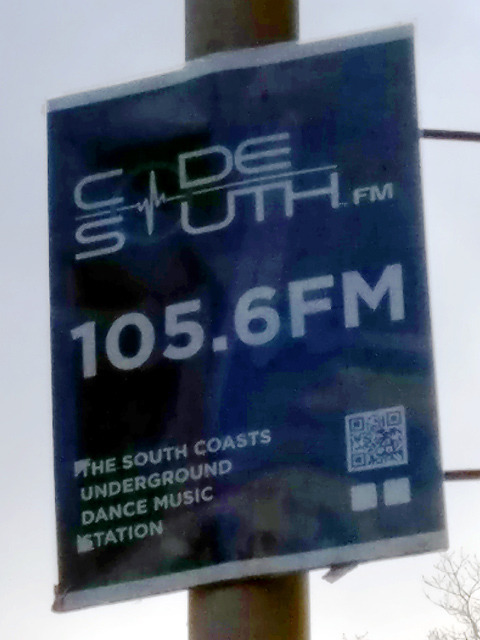 CODE
SOUTH.FM
105.6FM
THE SOUTH COASTS
UNDERGROUND
DANCE MUSIC
STATION